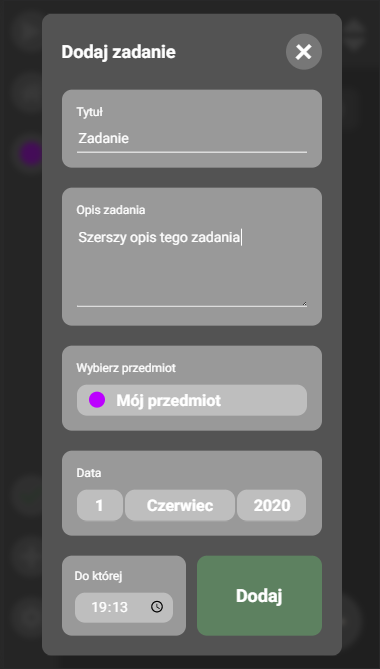 Dodaj zadanie
Tytuł
Zadanie
Opis zadania
Szerszy opis tego zadania
Wybierz przedmiot
Mój przedmiot
Data
1 Czerwiec 2020
Do której
19:13
Dodaj